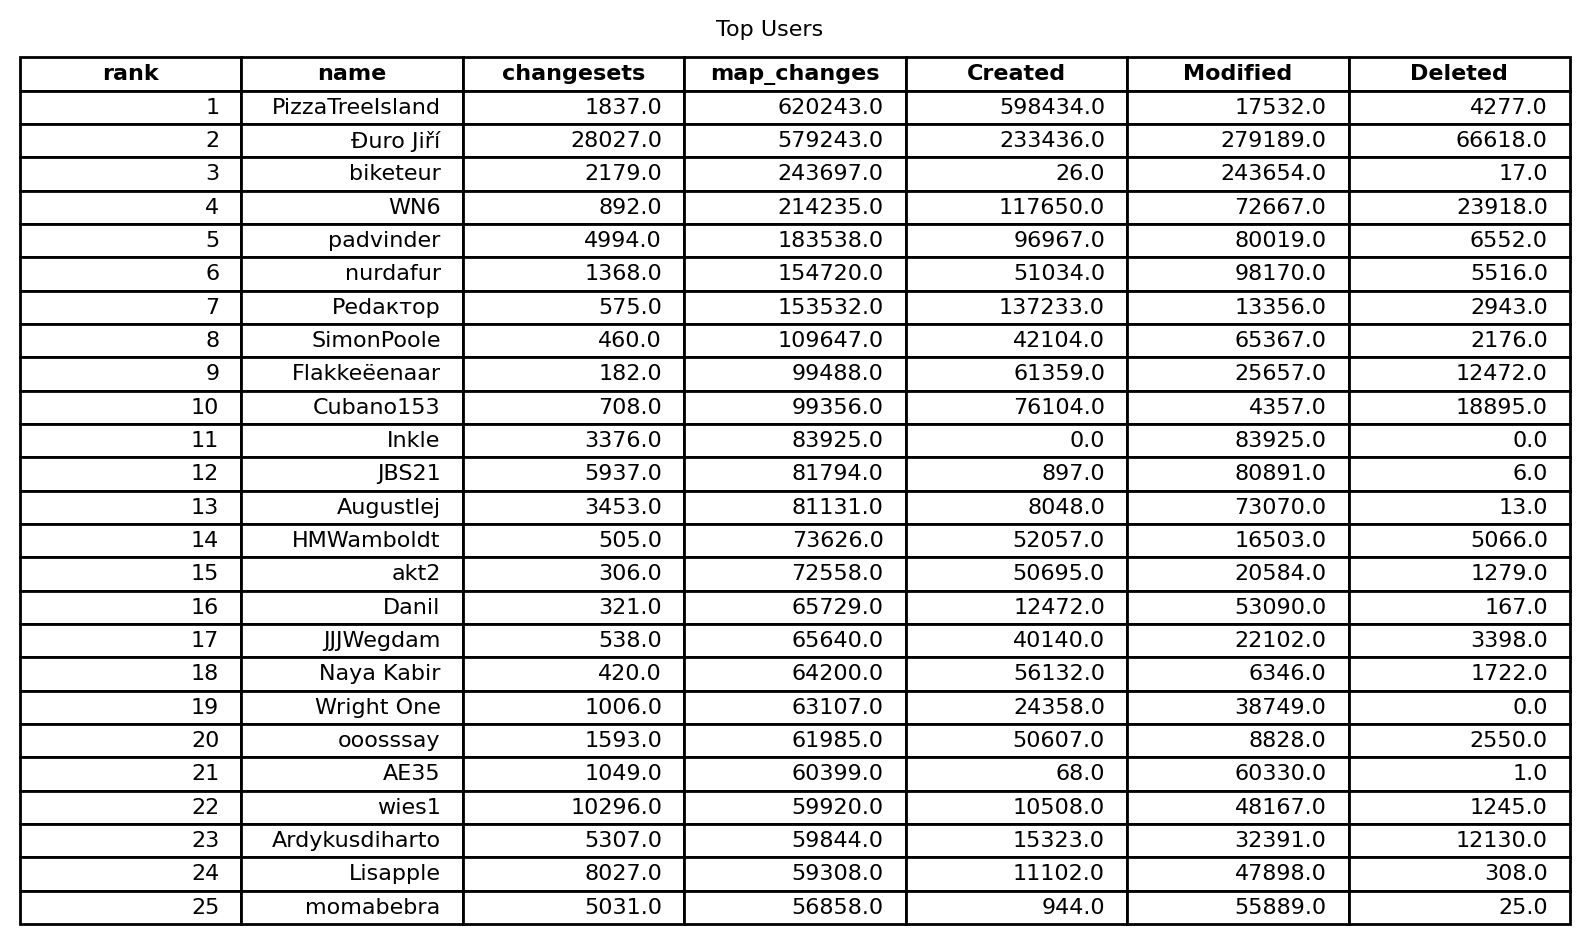 Top Users
rank name changesets map_changes Created Modified Deleted
1 PizzaTreeIsland 1837.0 620243.0 598434.0 17532.0 4277.0
2 Đuro Jiří 28027.0 579243.0 233436.0 279189.0 66618.0
3 biketeur 2179.0 243697.0 26.0 243654.0 17.0
4 WN6 892.0 214235.0 117650.0 72667.0 23918.0
5 padvinder 4994.0 183538.0 96967.0 80019.0 6552.0
6 nurdafur 1368.0 154720.0 51034.0 98170.0 5516.0
7 Редактор 575.0 153532.0 137233.0 13356.0 2943.0
8 SimonPoole 460.0 109647.0 42104.0 65367.0 2176.0
9 Flakkeëenaar 182.0 99488.0 61359.0 25657.0 12472.0
10 Cubano153 708.0 99356.0 76104.0 4357.0 18895.0
11 Inkle 3376.0 83925.0 0.0 83925.0 0.0
12 JBS21 5937.0 81794.0 897.0 80891.0 6.0
13 Augustlej 3453.0 81131.0 8048.0 73070.0 13.0
14 HMWamboldt 505.0 73626.0 52057.0 16503.0 5066.0
15 akt2 306.0 72558.0 50695.0 20584.0 1279.0
16 Danil 321.0 65729.0 12472.0 53090.0 167.0
17 JJJWegdam 538.0 65640.0 40140.0 22102.0 3398.0
18 Naya Kabir 420.0 64200.0 56132.0 6346.0 1722.0
19 Wright One 1006.0 63107.0 24358.0 38749.0 0.0
20 ooosssay 1593.0 61985.0 50607.0 8828.0 2550.0
21 AE35 1049.0 60399.0 68.0 60330.0 1.0
22 wies1 10296.0 59920.0 10508.0 48167.0 1245.0
23 Ardykusdiharto 5307.0 59844.0 15323.0 32391.0 12130.0
24 Lisapple 8027.0 59308.0 11102.0 47898.0 308.0
25 momabebra 5031.0 56858.0 944.0 55889.0 25.0